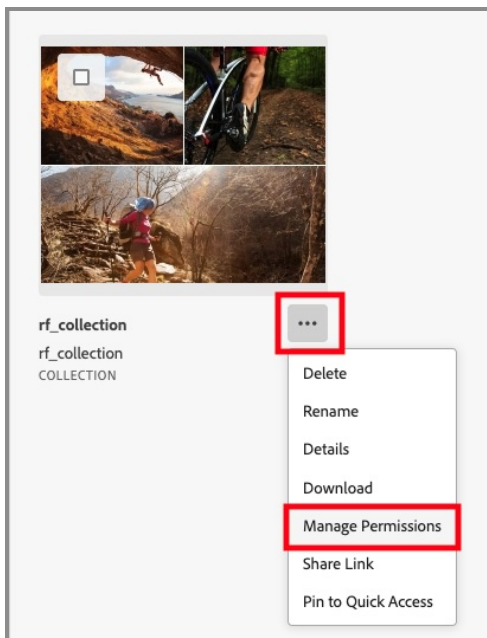 rf_collection
rf_collection
COLLECTION
Delete
Rename
Details
Download
Manage Permissions
Share Link
Pin to Quick Access